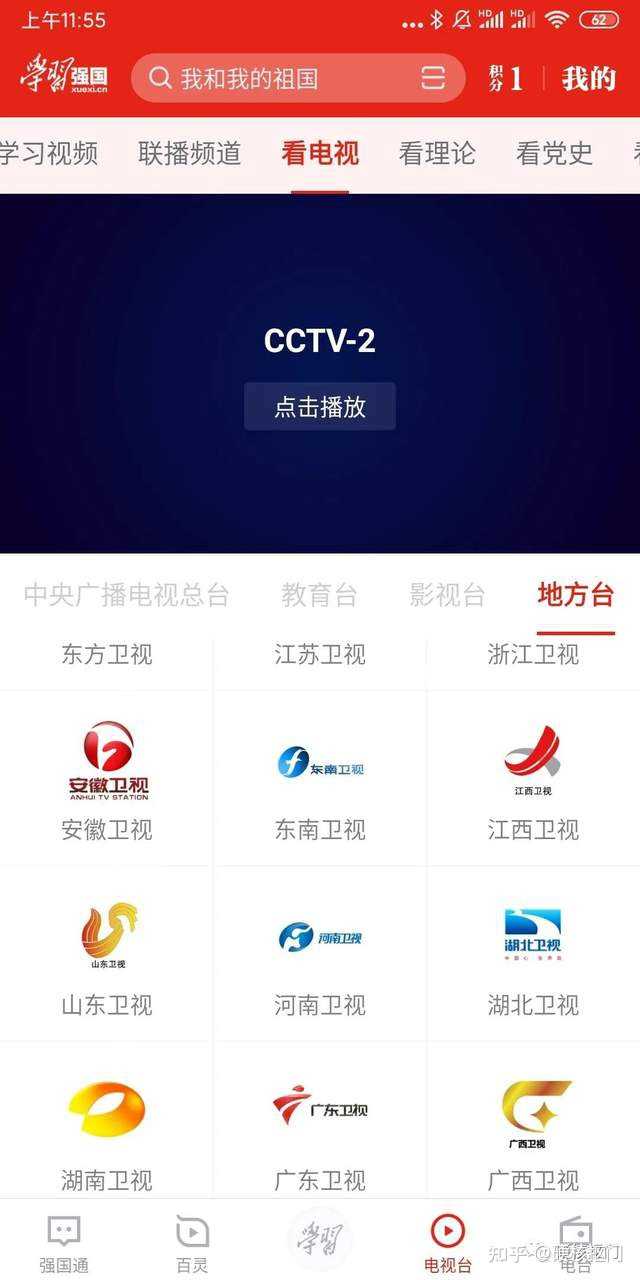 上午11:55
HD HD 62
学习强国
xuexi.cn
我和我的祖国
积分 1
我的
学习视频 联播频道 看电视 看理论 看党史
CCTV-2
点击播放
中央广播电视总台 教育台 影视台 地方台
东方卫视 江苏卫视 浙江卫视
安徽卫视
ANHUI TV STATION
东南卫视
江西卫视
安徽卫视 东南卫视 江西卫视
山东卫视
河南卫视
湖北卫视
山东卫视 河南卫视 湖北卫视
广东卫视
广西卫视
湖南卫视 广东卫视 广西卫视
强国通 百灵 学习 电视台 电台
知乎